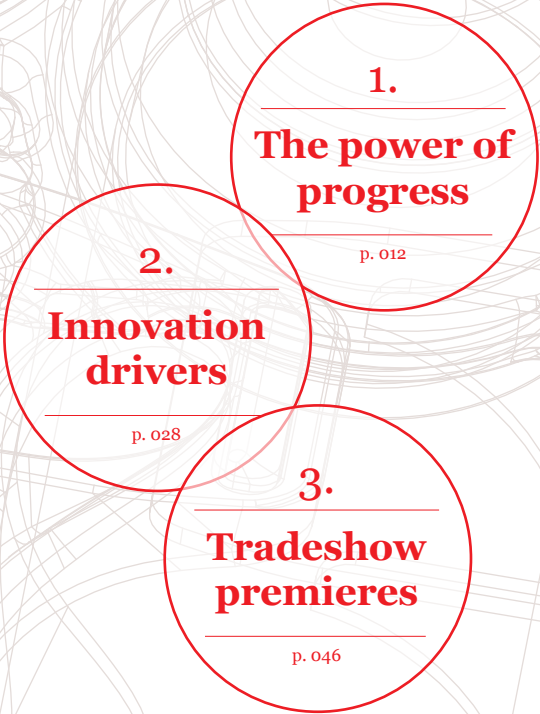 1.
The power of
progress
p. 012
2.
Innovation
drivers
p. 028
3.
Tradeshow
premieres
p. 046